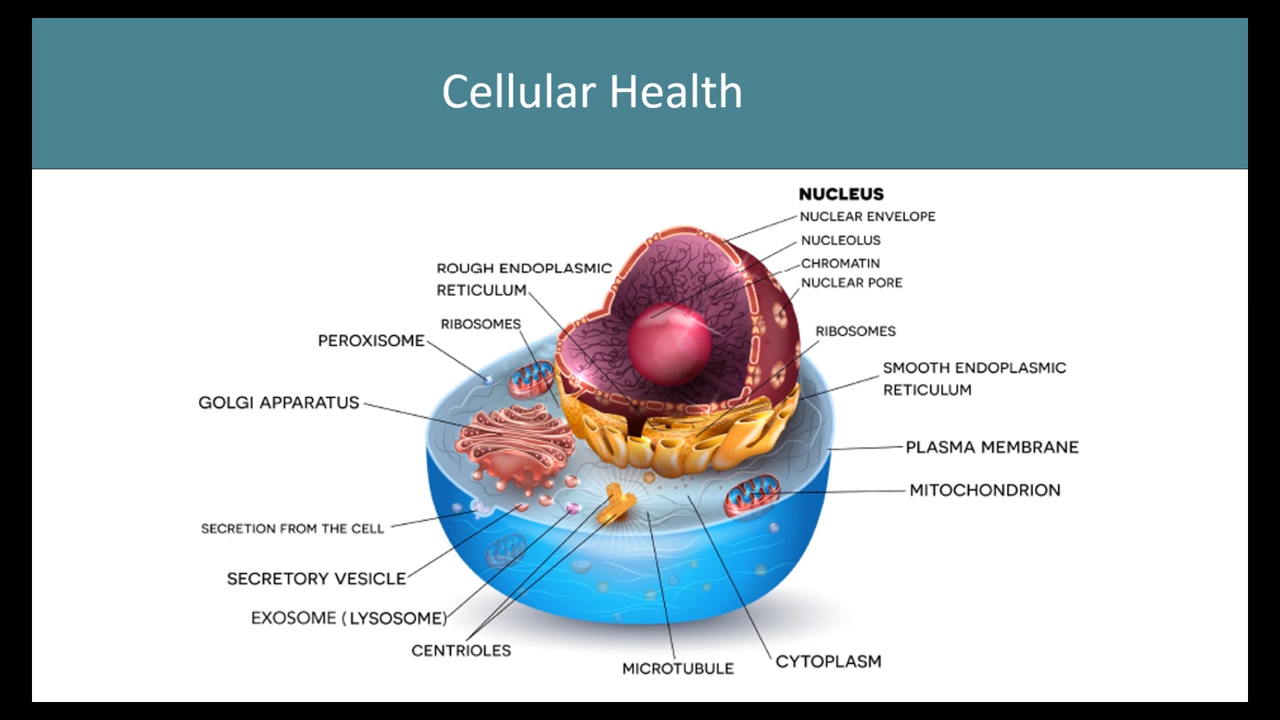 Cellular Health
NUCLEUS
NUCLEAR ENVELOPE
NUCLEOLUS
CHROMATIN
NUCLEAR PORE
ROUGH ENDOPLASMIC
RETICULUM
RIBOSOMES
PEROXISOME
GOLGI APPARATUS
RIBOSOMES
SMOOTH ENDOPLASMIC
RETICULUM
PLASMA MEMBRANE
MITOCHONDRION
SECRETION FROM THE CELL
SECRETORY VESICLE
EXOSOME (LYSOSOME)
CENTRIOLES
MICROTUBULE
CYTOPLASM